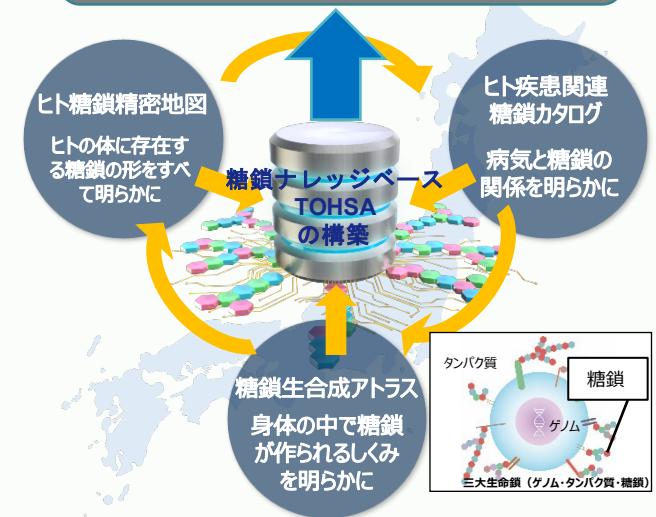 ヒト糖鎖精密地図
ヒトの体に存在す
る糖鎖の形をすべ
て明らかに
ヒト疾患関連
糖鎖カタログ
病気と糖鎖の
関係を明らかに
糖鎖ナレッジベース
TOHSA
の構築
糖鎖生合成アトラス
身体の中で糖鎖
が作られるしくみ
を明らかに
タンパク質
糖鎖
ゲノム
三大生命鎖（ゲノム・タンパク質・糖鎖）